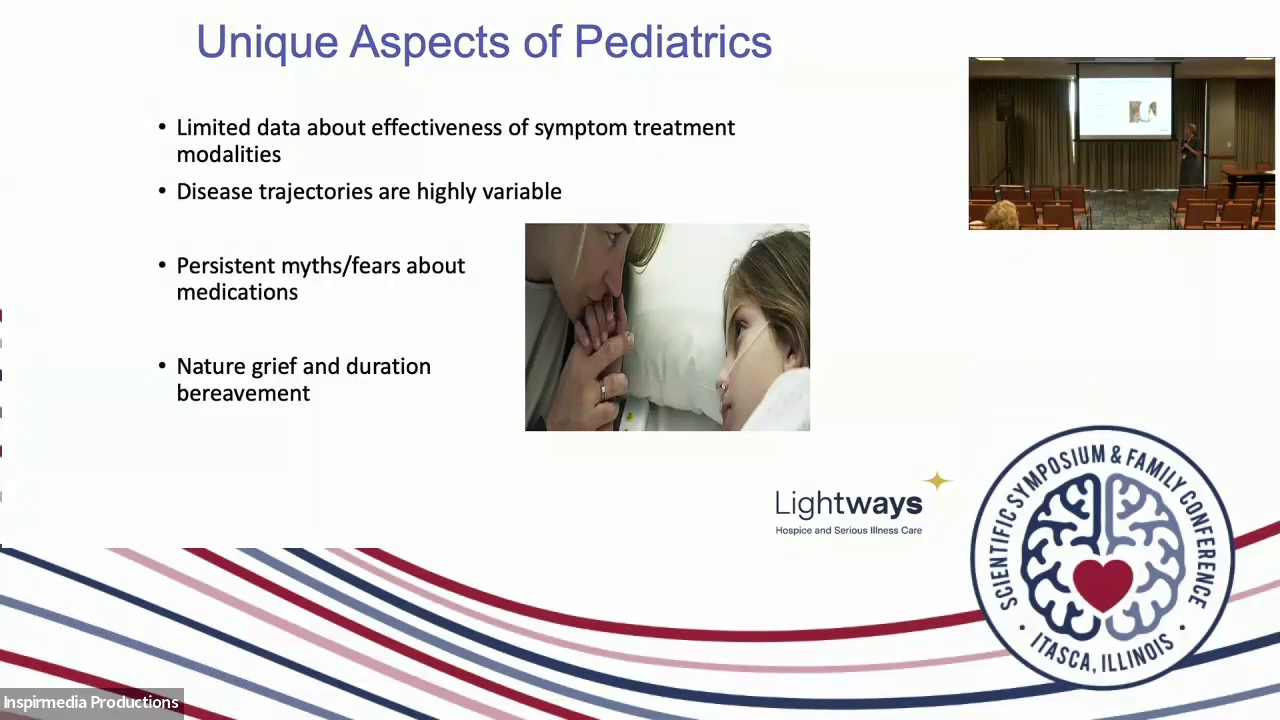 Unique Aspects of Pediatrics
• Limited data about effectiveness of symptom treatment
modalities
• Disease trajectories are highly variable
• Persistent myths/fears about
medications
• Nature grief and duration
bereavement
Lightways
Hospice and Serious Illness Care
SCIENTIFIC SYMPOSIUM & FAMILY CONFERENCE
• ITASCA, ILLINOIS •
Inspirmedia Productions